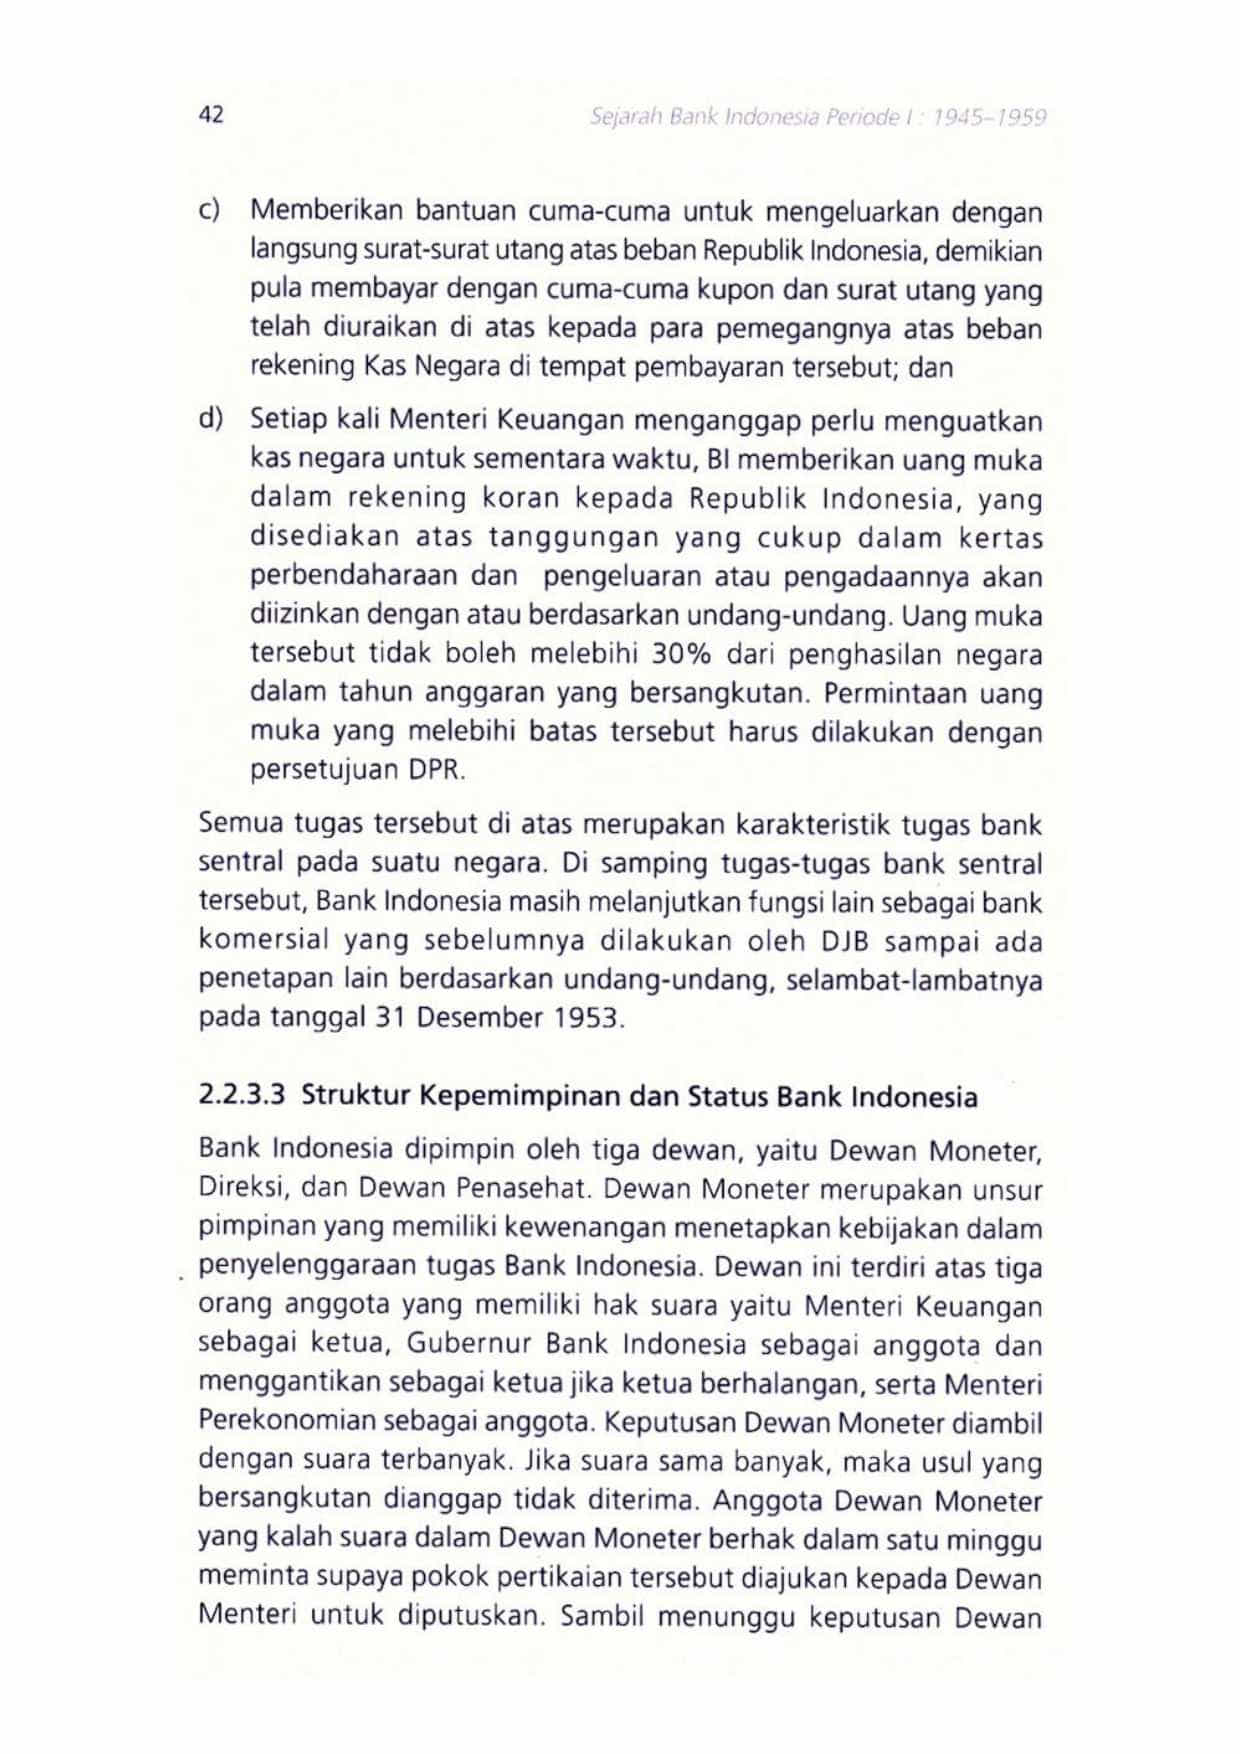 42
Sejarah Bank Indonesia Periode I : 1945–1959
c) Memberikan bantuan cuma-cuma untuk mengeluarkan dengan
langsung surat-surat utang atas beban Republik Indonesia, demikian
pula membayar dengan cuma-cuma kupon dan surat utang yang
telah diuraikan di atas kepada para pemegangnya atas beban
rekening Kas Negara di tempat pembayaran tersebut; dan
d) Setiap kali Menteri Keuangan menganggap perlu menguatkan
kas negara untuk sementara waktu, BI memberikan uang muka
dalam rekening koran kepada Republik Indonesia, yang
disediakan atas tanggungan yang cukup dalam kertas
perbendaharaan dan pengeluaran atau pengadaannya akan
diizinkan dengan atau berdasarkan undang-undang. Uang muka
tersebut tidak boleh melebihi 30% dari penghasilan negara
dalam tahun anggaran yang bersangkutan. Permintaan uang
muka yang melebihi batas tersebut harus dilakukan dengan
persetujuan DPR.
Semua tugas tersebut di atas merupakan karakteristik tugas bank
sentral pada suatu negara. Di samping tugas-tugas bank sentral
tersebut, Bank Indonesia masih melanjutkan fungsi lain sebagai bank
komersial yang sebelumnya dilakukan oleh DJB sampai ada
penetapan lain berdasarkan undang-undang, selambat-lambatnya
pada tanggal 31 Desember 1953.
2.2.3.3 Struktur Kepemimpinan dan Status Bank Indonesia
Bank Indonesia dipimpin oleh tiga dewan, yaitu Dewan Moneter,
Direksi, dan Dewan Penasehat. Dewan Moneter merupakan unsur
pimpinan yang memiliki kewenangan menetapkan kebijakan dalam
penyelenggaraan tugas Bank Indonesia. Dewan ini terdiri atas tiga
orang anggota yang memiliki hak suara yaitu Menteri Keuangan
sebagai ketua, Gubernur Bank Indonesia sebagai anggota dan
menggantikan sebagai ketua jika ketua berhalangan, serta Menteri
Perekonomian sebagai anggota. Keputusan Dewan Moneter diambil
dengan suara terbanyak. Jika suara sama banyak, maka usul yang
bersangkutan dianggap tidak diterima. Anggota Dewan Moneter
yang kalah suara dalam Dewan Moneter berhak dalam satu minggu
meminta supaya pokok pertikaian tersebut diajukan kepada Dewan
Menteri untuk diputuskan. Sambil menunggu keputusan Dewan